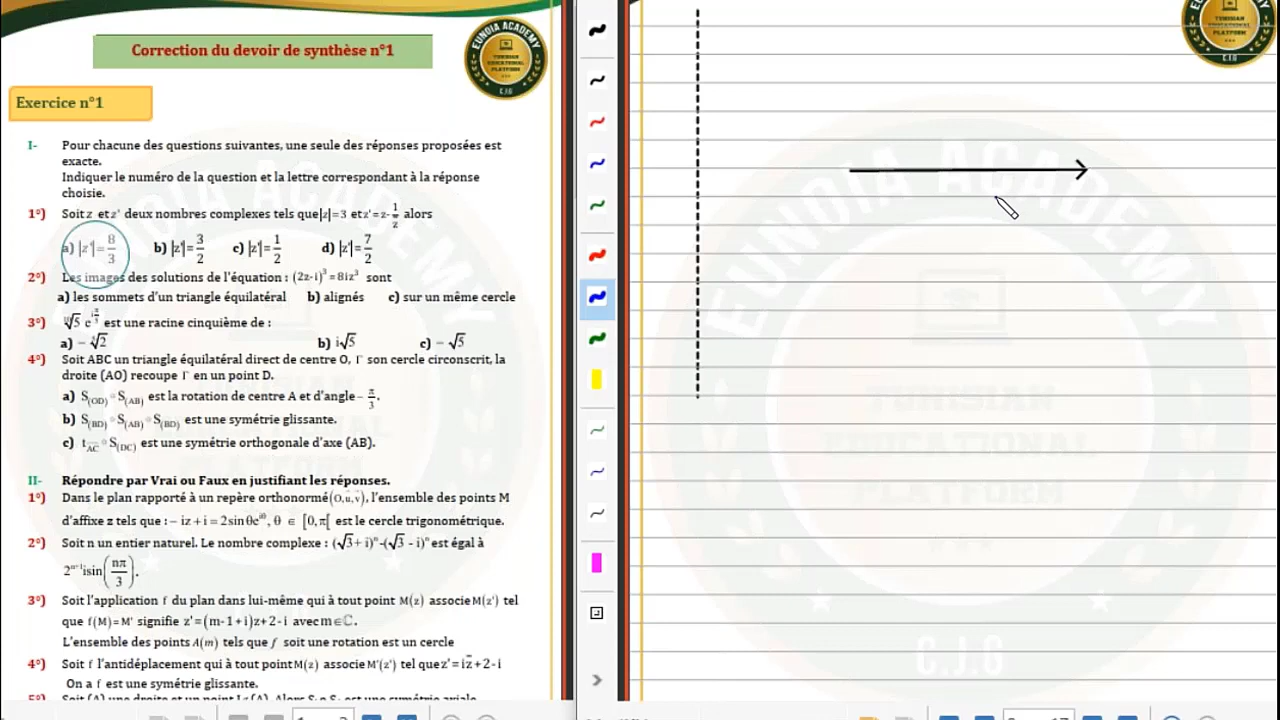 Correction du devoir de synthèse n°1
EUNOIA ACADEMY
TUNISIAN
EDUCATIONAL
PLATFORM
C.J.G
Exercice n°1
I- Pour chacune des questions suivantes, une seule des réponses proposées est
exacte.
Indiquer le numéro de la question et la lettre correspondant à la réponse
choisie.
1°) Soit z et z' deux nombres complexes tels que |z|=3 et z'=z-1/z̄ alors
a) |z'|=8/3 b) |z'|=3/2 c) |z'|=1/2 d) |z'|=7/2
2°) Les images des solutions de l'équation : (2z-i)³=8iz³ sont
a) les sommets d'un triangle équilatéral b) alignés c) sur un même cercle
3°) est une racine cinquième de :
a) b) i√5 c) - √5
4°) Soit ABC un triangle équilatéral direct de centre O, Γ son cercle circonscrit, la
droite (AO) recoupe Γ en un point D.
a) S(OD)∘S(AB) est la rotation de centre A et d'angle - π/3.
b) S(BD)∘S(AB)∘S(BD) est une symétrie glissante.
c) tAC∘S(DC) est une symétrie orthogonale d'axe (AB).
II- Répondre par Vrai ou Faux en justifiant les réponses.
1°) Dans le plan rapporté à un repère orthonormé (O,u,v), l'ensemble des points M
d'affixe z tels que : - iz + i = 2sinθe^iθ, θ ∈ [0,π[ est le cercle trigonométrique.
2°) Soit n un entier naturel. Le nombre complexe : (√3+ i)ⁿ-(√3 - i)ⁿ est égal à
2ⁿ⁺¹isin(nπ/3).
3°) Soit l'application f du plan dans lui-même qui à tout point M(z) associe M(z') tel
que f(M)=M' signifie z'=(m-1+i)z+2-i avec m∈ℂ.
L'ensemble des points A(m) tels que f soit une rotation est un cercle
4°) Soit f l'antidéplacement qui à tout point M(z) associe M'(z') tel que z'=iz̄+2-i
On a f est une symétrie glissante.